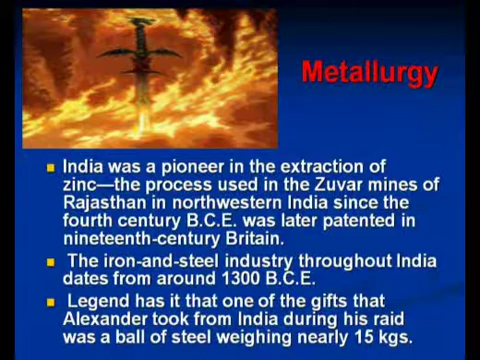 Metallurgy
India was a pioneer in the extraction of
zinc—the process used in the Zuvar mines of
Rajasthan in northwestern India since the
fourth century B.C.E. was later patented in
nineteenth-century Britain.
The iron-and-steel industry throughout India
dates from around 1300 B.C.E.
Legend has it that one of the gifts that
Alexander took from India during his raid
was a ball of steel weighing nearly 15 kgs.